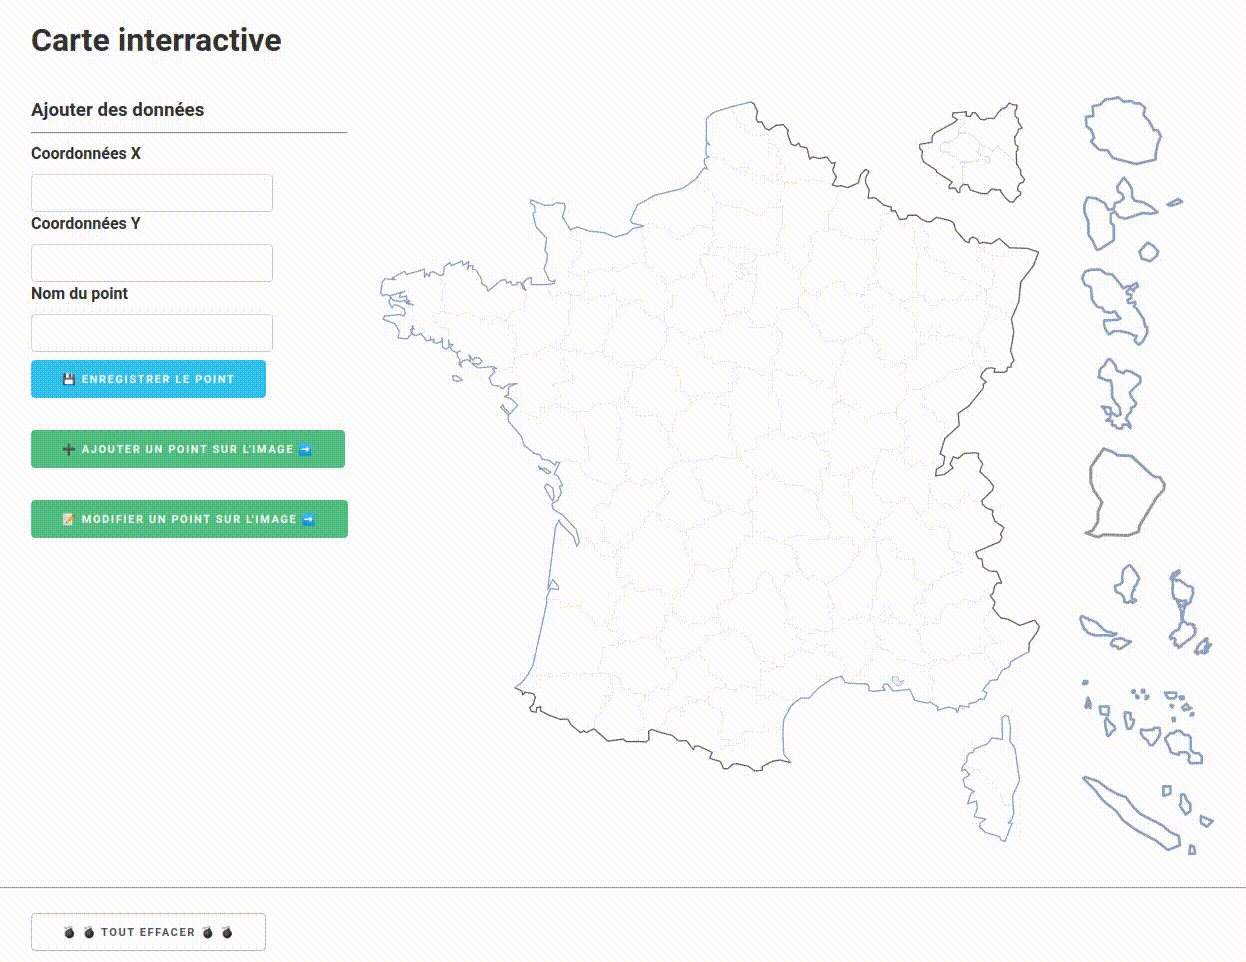 Carte interractive
Ajouter des données
Coordonnées X
Coordonnées Y
Nom du point
💾 ENREGISTRER LE POINT
➕ AJOUTER UN POINT SUR L'IMAGE ➡️
📝 MODIFIER UN POINT SUR L'IMAGE ➡️
💣 💣 TOUT EFFACER 💣 💣